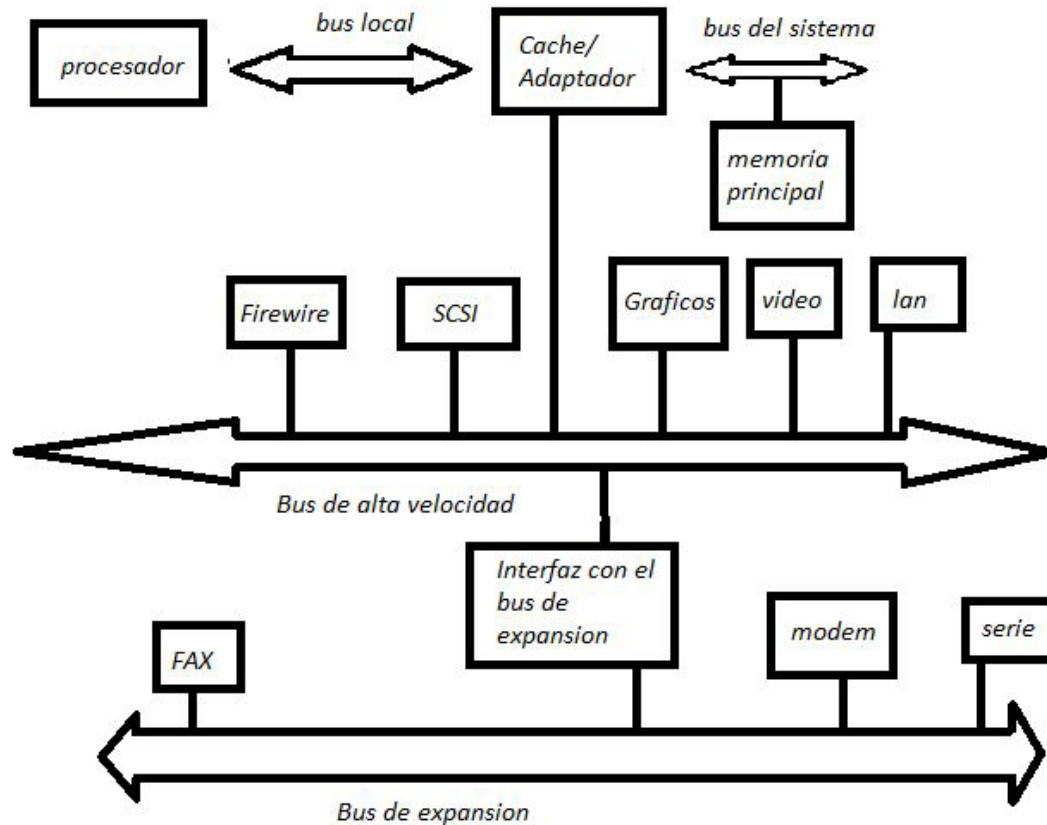 bus local
bus del sistema
procesador
Cache/
Adaptador
memoria
principal
Firewire
SCSI
Graficos
video
lan
Bus de alta velocidad
Interfaz con el
bus de
expansion
FAX
modem
serie
Bus de expansion